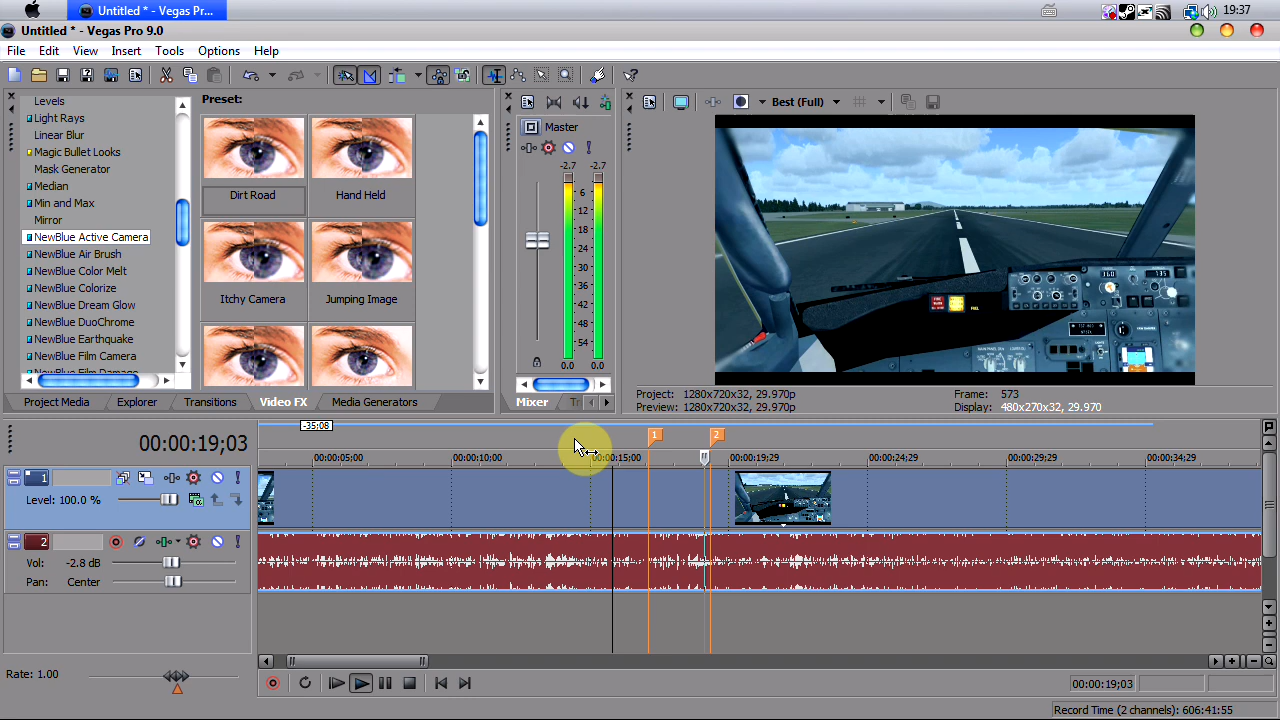 Untitled * - Vegas Pr...
19:37
Untitled * - Vegas Pro 9.0
File Edit View Insert Tools Options Help
Levels
Light Rays
Linear Blur
Magic Bullet Looks
Mask Generator
Median
Min and Max
Mirror
NewBlue Active Camera
NewBlue Air Brush
NewBlue Color Melt
NewBlue Colorize
NewBlue Dream Glow
NewBlue DuoChrome
NewBlue Earthquake
NewBlue Film Camera
NewBlue Film Damage
Preset:
Dirt Road
Hand Held
Itchy Camera
Jumping Image
Project Media Explorer Transitions Video FX Media Generators
Master
-2.7 -2.7
6
12
18
24
30
36
42
48
54
0.0 0.0
Mixer Tr
Best (Full)
Project: 1280x720x32, 29.970p
Preview: 1280x720x32, 29.970p
Frame: 573
Display: 480x270x32, 29.970
-35:08
00:00:19;03
1 2
00:00:05;00 00:00:10;00 00:00:15;00 00:00:19;29 00:00:24;29 00:00:29;29 00:00:34;29
1
Level: 100.0 %
2
Vol: -2.8 dB
Pan: Center
Rate: 1.00
00:00:19;03
Record Time (2 channels): 606:41:55